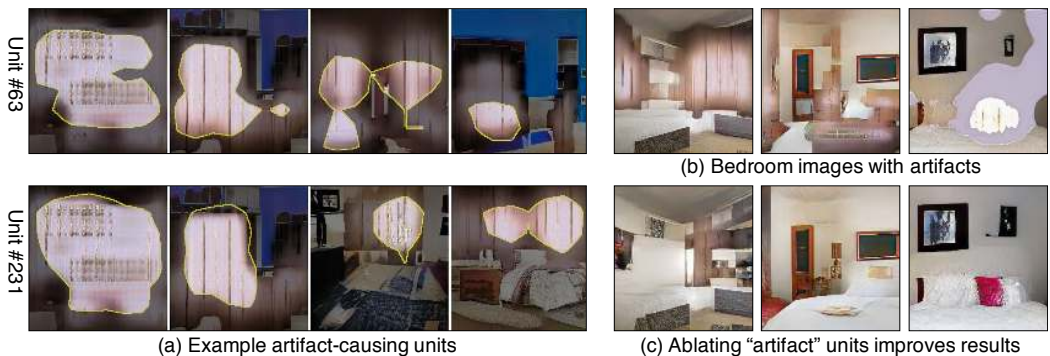 Unit #63
(b) Bedroom images with artifacts
Unit #231
(a) Example artifact-causing units
(c) Ablating “artifact” units improves results